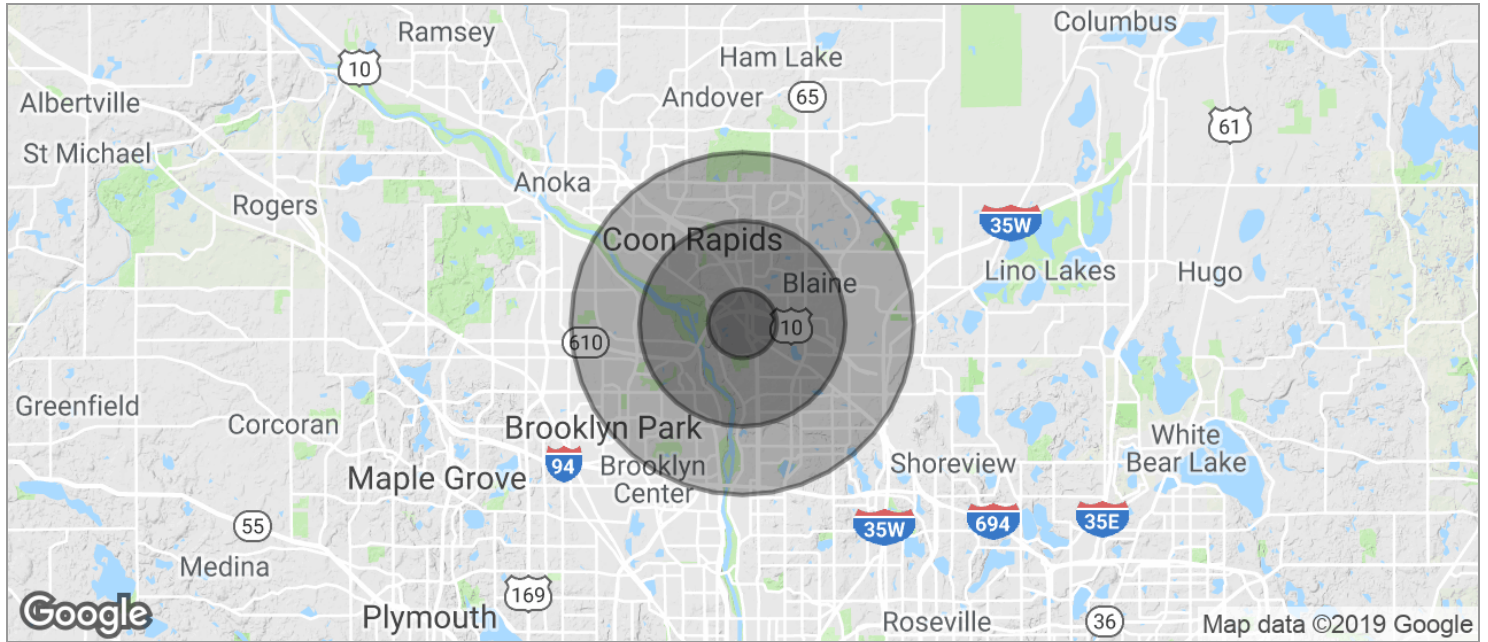 Columbus
Ramsey
Ham Lake
10
Albertville
Andover
65
61
St Michael
Anoka
Rogers
35W
Coon Rapids
Lino Lakes
Hugo
Blaine
10
610
Greenfield
Corcoran
Brooklyn Park
White
Bear Lake
94
Brooklyn
Center
Shoreview
Maple Grove
55
35W
694
35E
Medina
169
Google
Plymouth
Roseville
36
Map data ©2019 Google